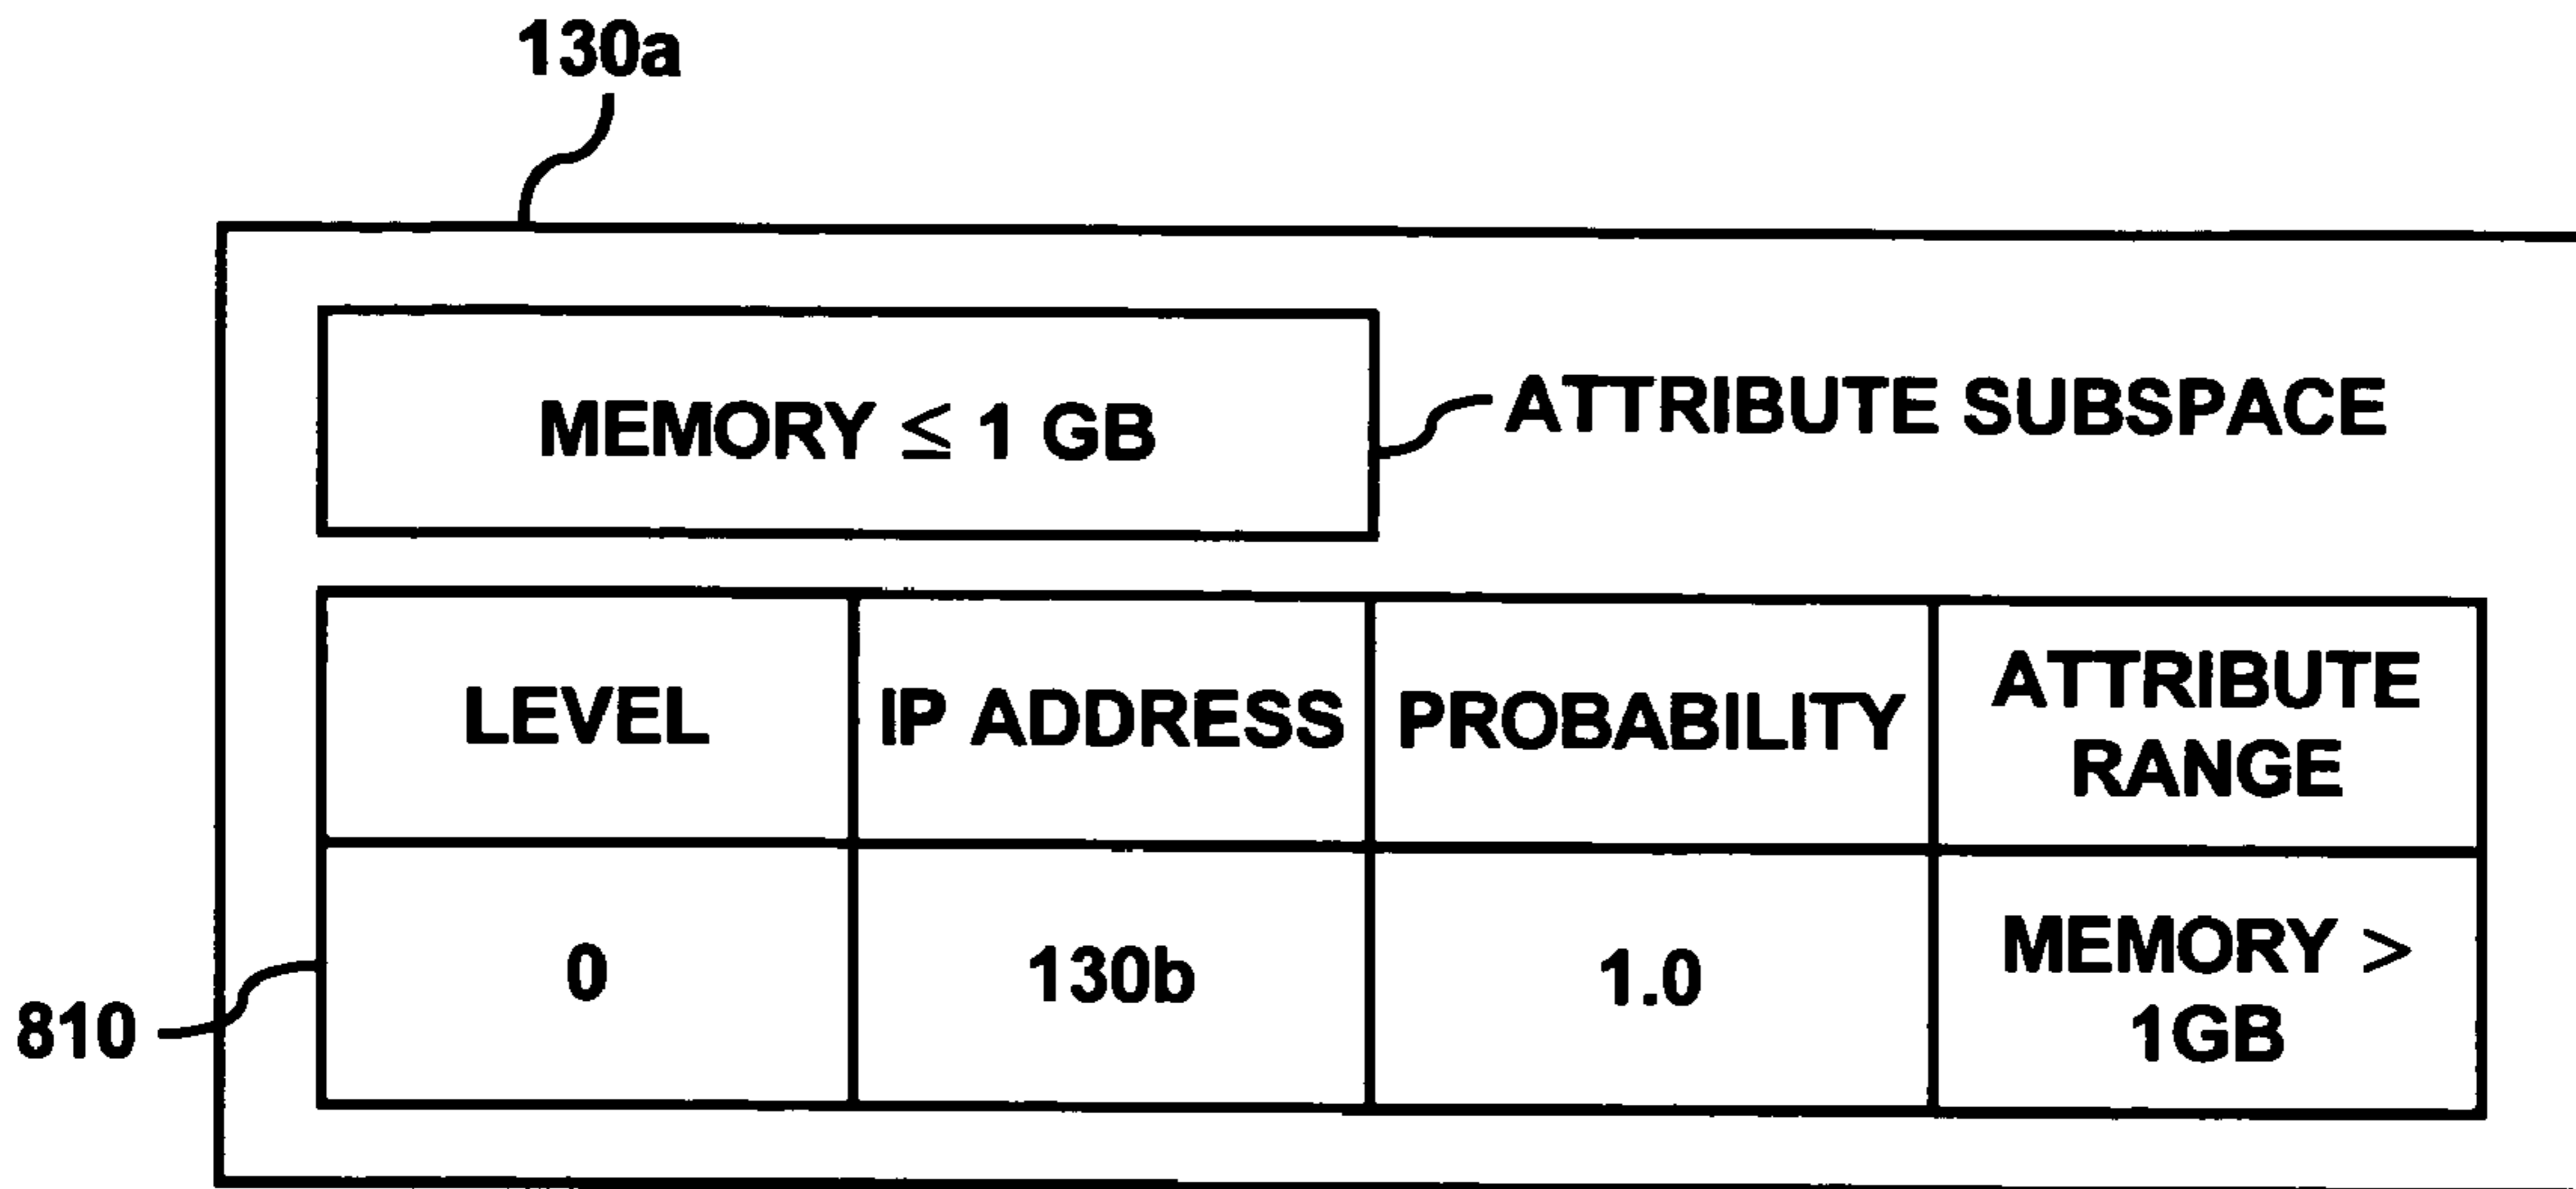 130a
MEMORY ≤ 1 GB
ATTRIBUTE SUBSPACE
LEVEL
IP ADDRESS
PROBABILITY
ATTRIBUTE
RANGE
810
0
130b
1.0
MEMORY >
1GB